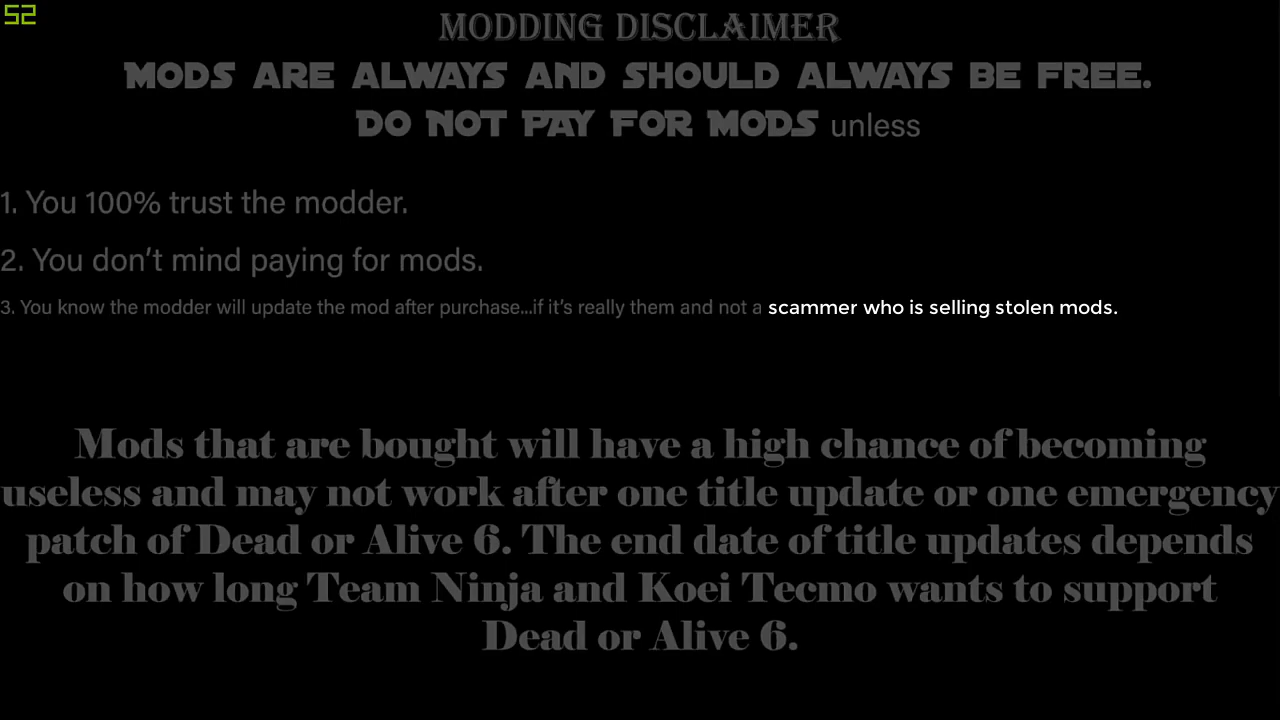 52
MODDING DISCLAIMER
MODS ARE ALWAYS AND SHOULD ALWAYS BE FREE.
DO NOT PAY FOR MODS unless
1. You 100% trust the modder.
2. You don’t mind paying for mods.
3. You know the modder will update the mod after purchase...if it’s really them and not a scammer who is selling stolen mods.
Mods that are bought will have a high chance of becoming
useless and may not work after one title update or one emergency
patch of Dead or Alive 6. The end date of title updates depends
on how long Team Ninja and Koei Tecmo wants to support
Dead or Alive 6.